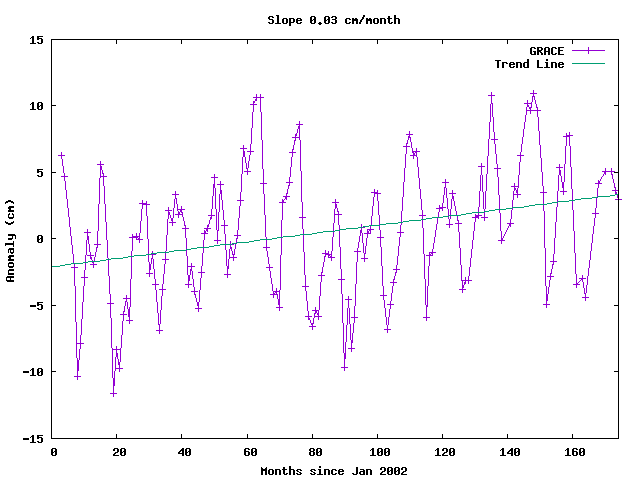 Slope 0.03 cm/month
15
10
5
0
-5
-10
-15
Anomaly (cm)
GRACE
Trend Line
0 20 40 60 80 100 120 140 160
Months since Jan 2002